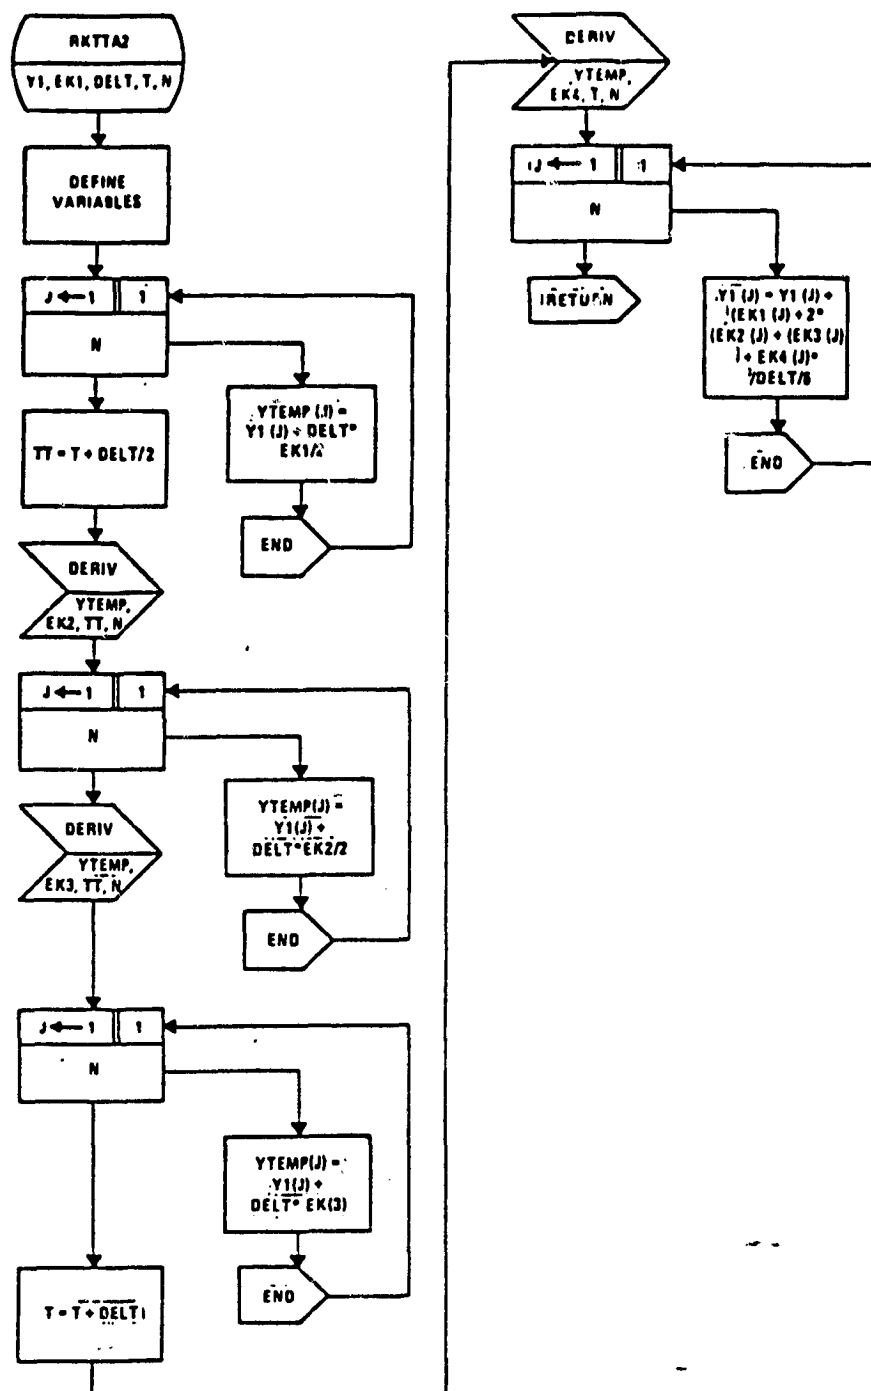 RKTTA2
Y1, EK1, DELT, T, N
DEFINE
VARIABLES
J ← 1 1
N
YTEMP (J) =
Y1 (J) + DELT*
EK1/2
END
TT = T + DELT/2
DERIV
YTEMP,
EK2, TT, N
J ← 1 1
N
YTEMP(J) =
Y1(J) +
DELT*EK2/2
END
DERIV
YTEMP,
EK3, TT, N
J ← 1 1
N
YTEMP(J) =
Y1(J) +
DELT* EK(3)
END
T = T + DELT
DERIV
YTEMP,
EK4, T, N
J ← 1 1
N
RETURN
Y1 (J) = Y1 (J) +
(EK1 (J) + 2*
(EK2 (J) + (EK3 (J)
+ EK4 (J)*
DELT/6
END